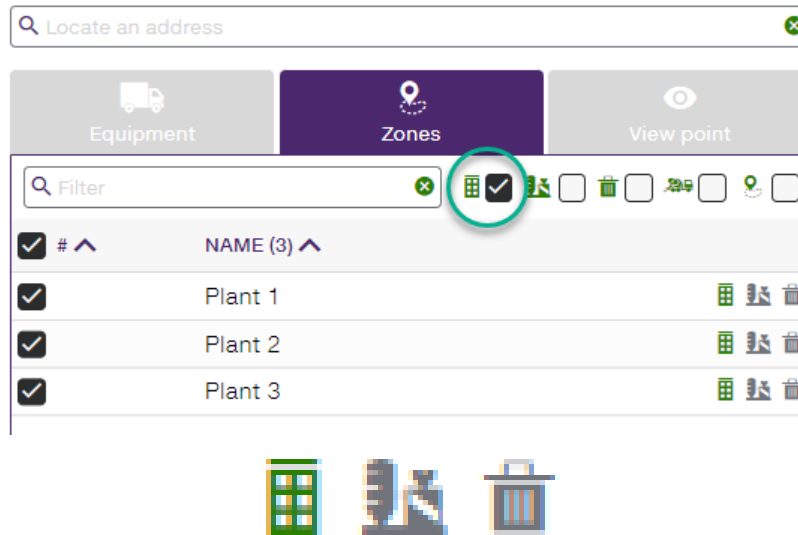 Locate an address
Equipment
Zones
View point
Filter
# NAME (3)
Plant 1
Plant 2
Plant 3